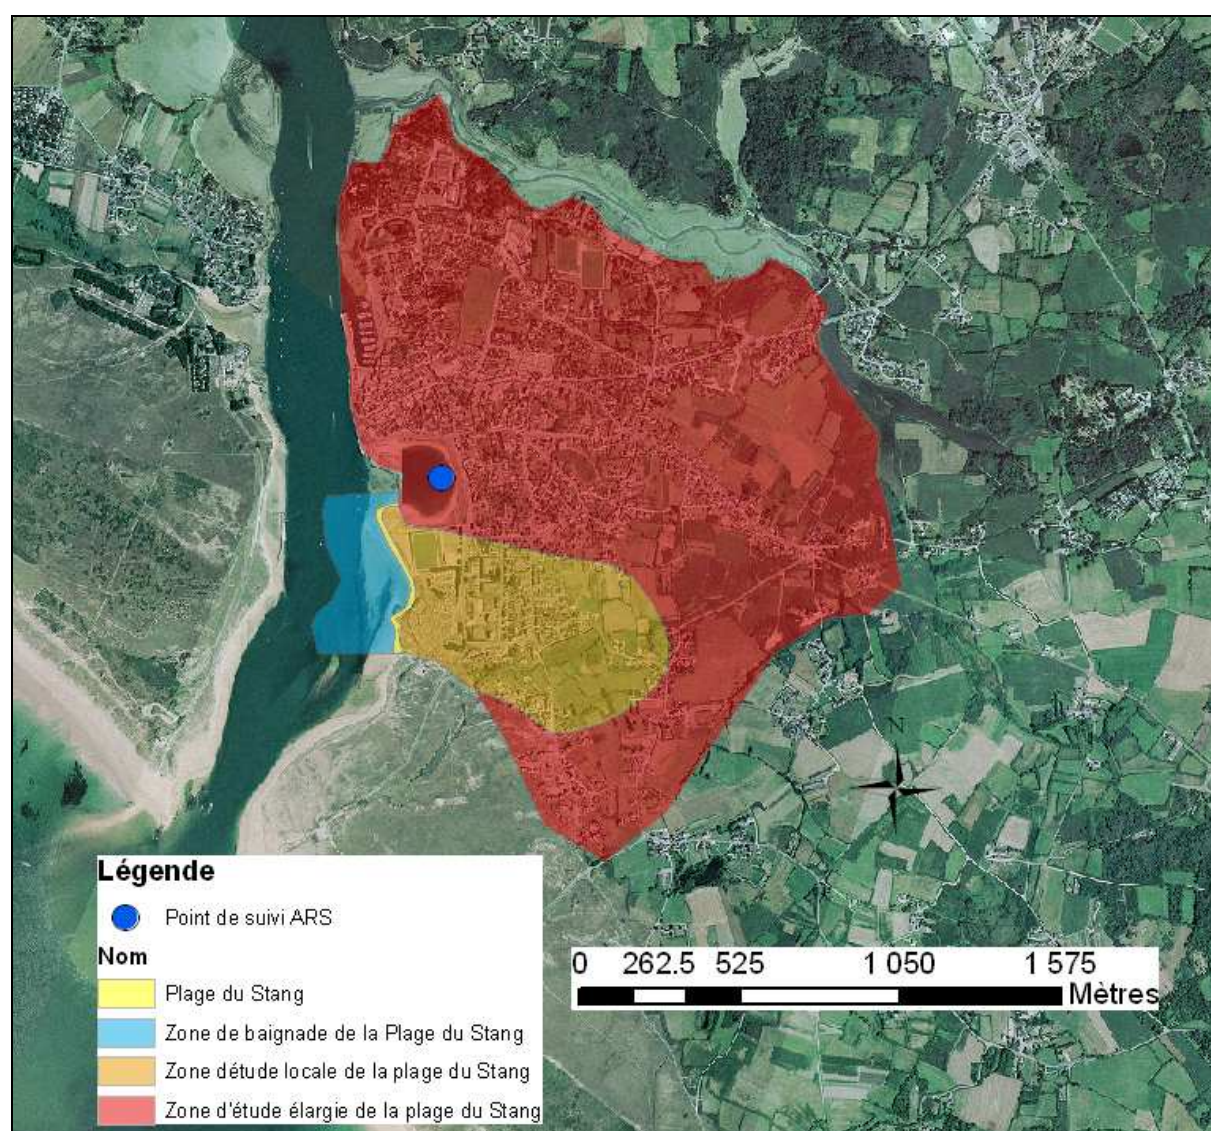 N
Légende
Point de suivi ARS
Nom
Plage du Stang
Zone de baignade de la Plage du Stang
Zone détude locale de la plage du Stang
Zone d'étude élargie de la plage du Stang
0 262.5 525 1 050 1 575
Mètres